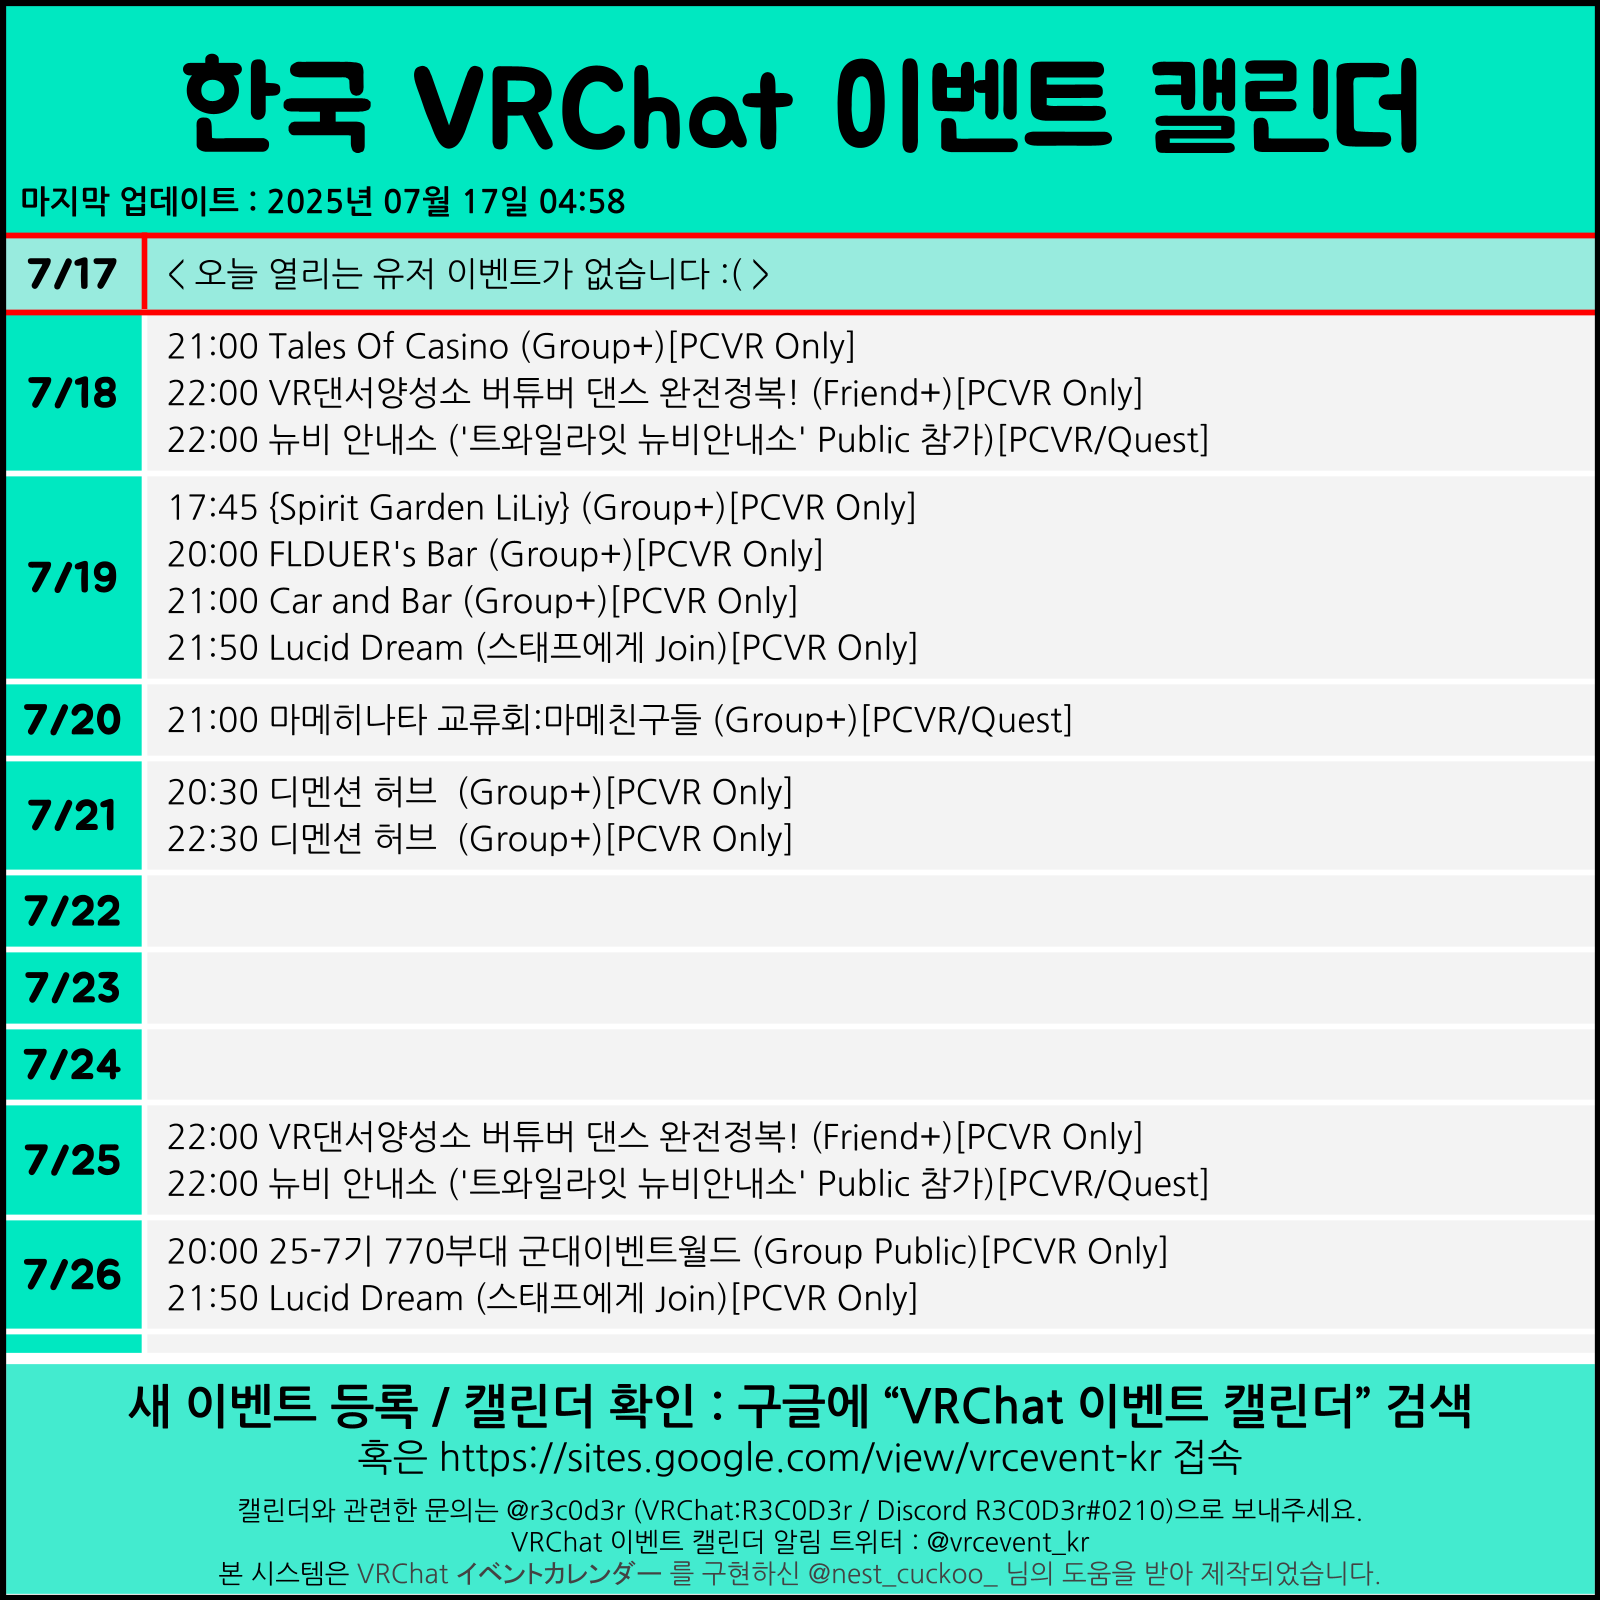 한국 VRChat 이벤트 캘린더
마지막 업데이트 : 2025년 07월 17일 04:58
7/17
< 오늘 열리는 유저 이벤트가 없습니다 :( >
7/18
21:00 Tales Of Casino (Group+)[PCVR Only]
22:00 VR댄서양성소 버튜버 댄스 완전정복! (Friend+)[PCVR Only]
22:00 뉴비 안내소 ('트와일라잇 뉴비안내소' Public 참가)[PCVR/Quest]
7/19
17:45 {Spirit Garden LiLiy} (Group+)[PCVR Only]
20:00 FLDUER's Bar (Group+)[PCVR Only]
21:00 Car and Bar (Group+)[PCVR Only]
21:50 Lucid Dream (스태프에게 Join)[PCVR Only]
7/20
21:00 마메히나타 교류회:마메친구들 (Group+)[PCVR/Quest]
7/21
20:30 디멘션 허브  (Group+)[PCVR Only]
22:30 디멘션 허브  (Group+)[PCVR Only]
7/22
7/23
7/24
7/25
22:00 VR댄서양성소 버튜버 댄스 완전정복! (Friend+)[PCVR Only]
22:00 뉴비 안내소 ('트와일라잇 뉴비안내소' Public 참가)[PCVR/Quest]
7/26
20:00 25-7기 770부대 군대이벤트월드 (Group Public)[PCVR Only]
21:50 Lucid Dream (스태프에게 Join)[PCVR Only]
새 이벤트 등록 / 캘린더 확인 : 구글에 “VRChat 이벤트 캘린더” 검색
혹은 https://sites.google.com/view/vrcevent-kr 접속
캘린더와 관련한 문의는 @r3c0d3r (VRChat:R3C0D3r / Discord R3C0D3r#0210)으로 보내주세요.
VRChat 이벤트 캘린더 알림 트위터 : @vrcevent_kr
본 시스템은 VRChat イベントカレンダー 를 구현하신 @nest_cuckoo_ 님의 도움을 받아 제작되었습니다.